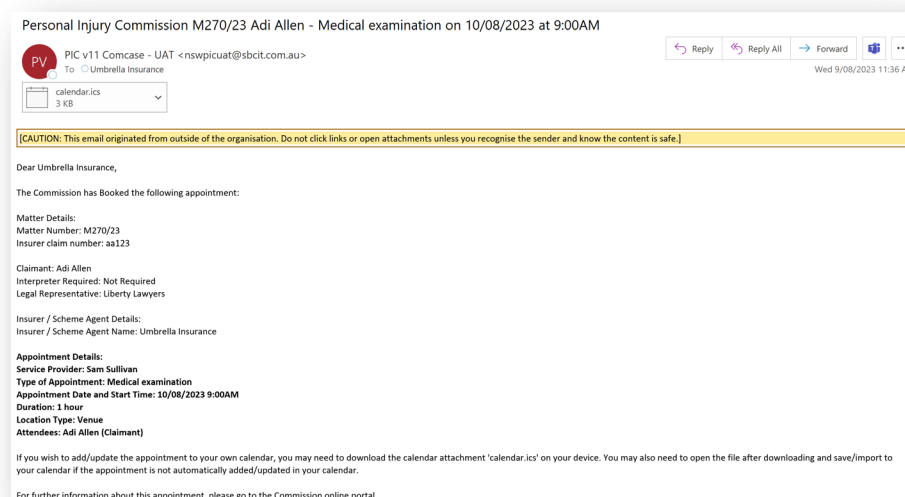 Personal Injury Commission M270/23 Adi Allen - Medical examination on 10/08/2023 at 9:00AM
PV
PIC v11 Comcase - UAT <nswpicuat@sbcit.com.au>
To Umbrella Insurance
Reply
Reply All
Forward
Wed 9/08/2023 11:36 A
calendar.ics
3 KB
[CAUTION: This email originated from outside of the organisation. Do not click links or open attachments unless you recognise the sender and know the content is safe.]
Dear Umbrella Insurance,
The Commission has Booked the following appointment:
Matter Details:
Matter Number: M270/23
Insurer claim number: aa123
Claimant: Adi Allen
Interpreter Required: Not Required
Legal Representative: Liberty Lawyers
Insurer / Scheme Agent Details:
Insurer / Scheme Agent Name: Umbrella Insurance
Appointment Details:
Service Provider: Sam Sullivan
Type of Appointment: Medical examination
Appointment Date and Start Time: 10/08/2023 9:00AM
Duration: 1 hour
Location Type: Venue
Attendees: Adi Allen (Claimant)
If you wish to add/update the appointment to your own calendar, you may need to download the calendar attachment 'calendar.ics' on your device. You may also need to open the file after downloading and save/import to
your calendar if the appointment is not automatically added/updated in your calendar.
For further information about this appointment, please go to the Commission online portal